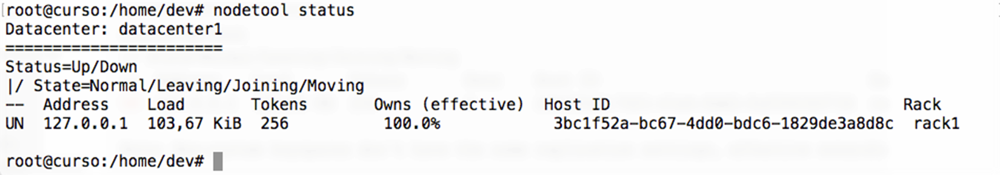 [root@curso:/home/dev# nodetool status
Datacenter: datacenter1
=======================
Status=Up/Down
|/ State=Normal/Leaving/Joining/Moving
-- Address Load Tokens Owns (effective) Host ID Rack
UN 127.0.0.1 103,67 KiB 256 100.0% 3bc1f52a-bc67-4dd0-bdc6-1829de3a8d8c rack1
root@curso:/home/dev#